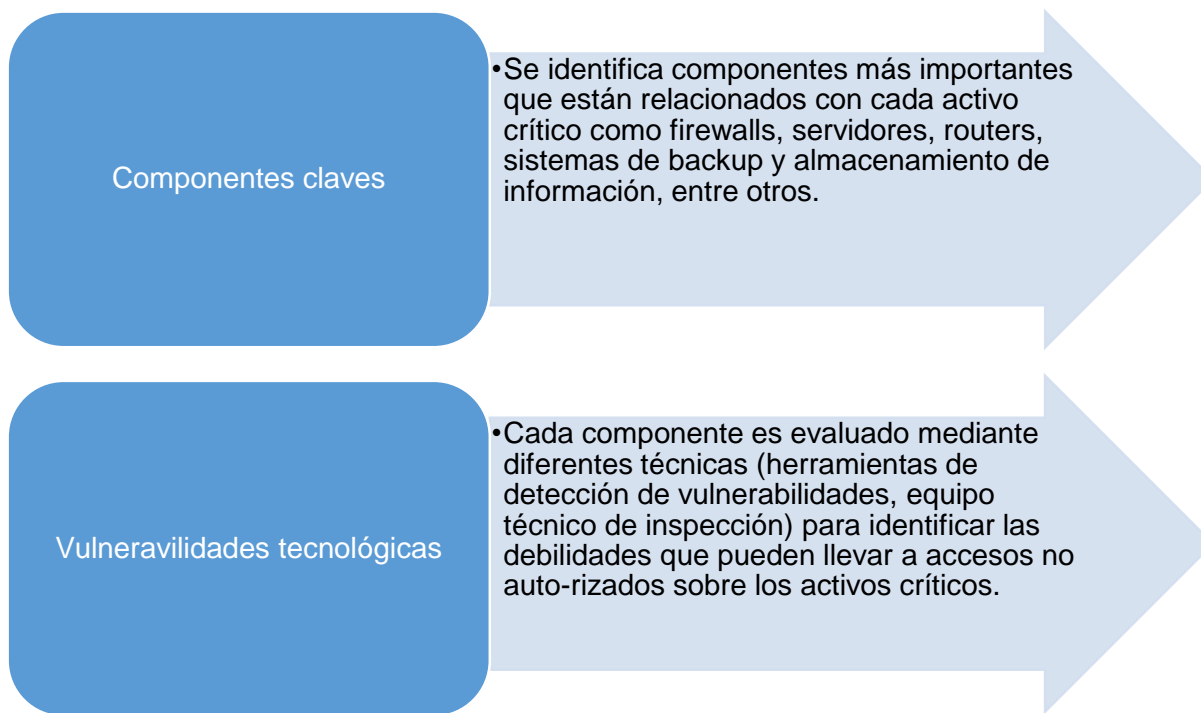 Componentes claves
•Se identifica componentes más importantes
que están relacionados con cada activo
crítico como firewalls, servidores, routers,
sistemas de backup y almacenamiento de
información, entre otros.
Vulneravilidades tecnológicas
•Cada componente es evaluado mediante
diferentes técnicas (herramientas de
detección de vulnerabilidades, equipo
técnico de inspección) para identificar las
debilidades que pueden llevar a accesos no
auto-rizados sobre los activos críticos.